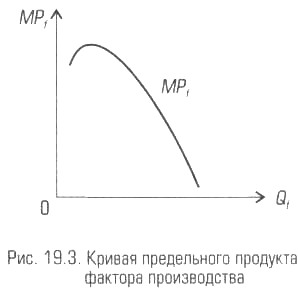 MPf
MPf
0
Qf
Рис. 19.3. Кривая предельного продукта
фактора производства